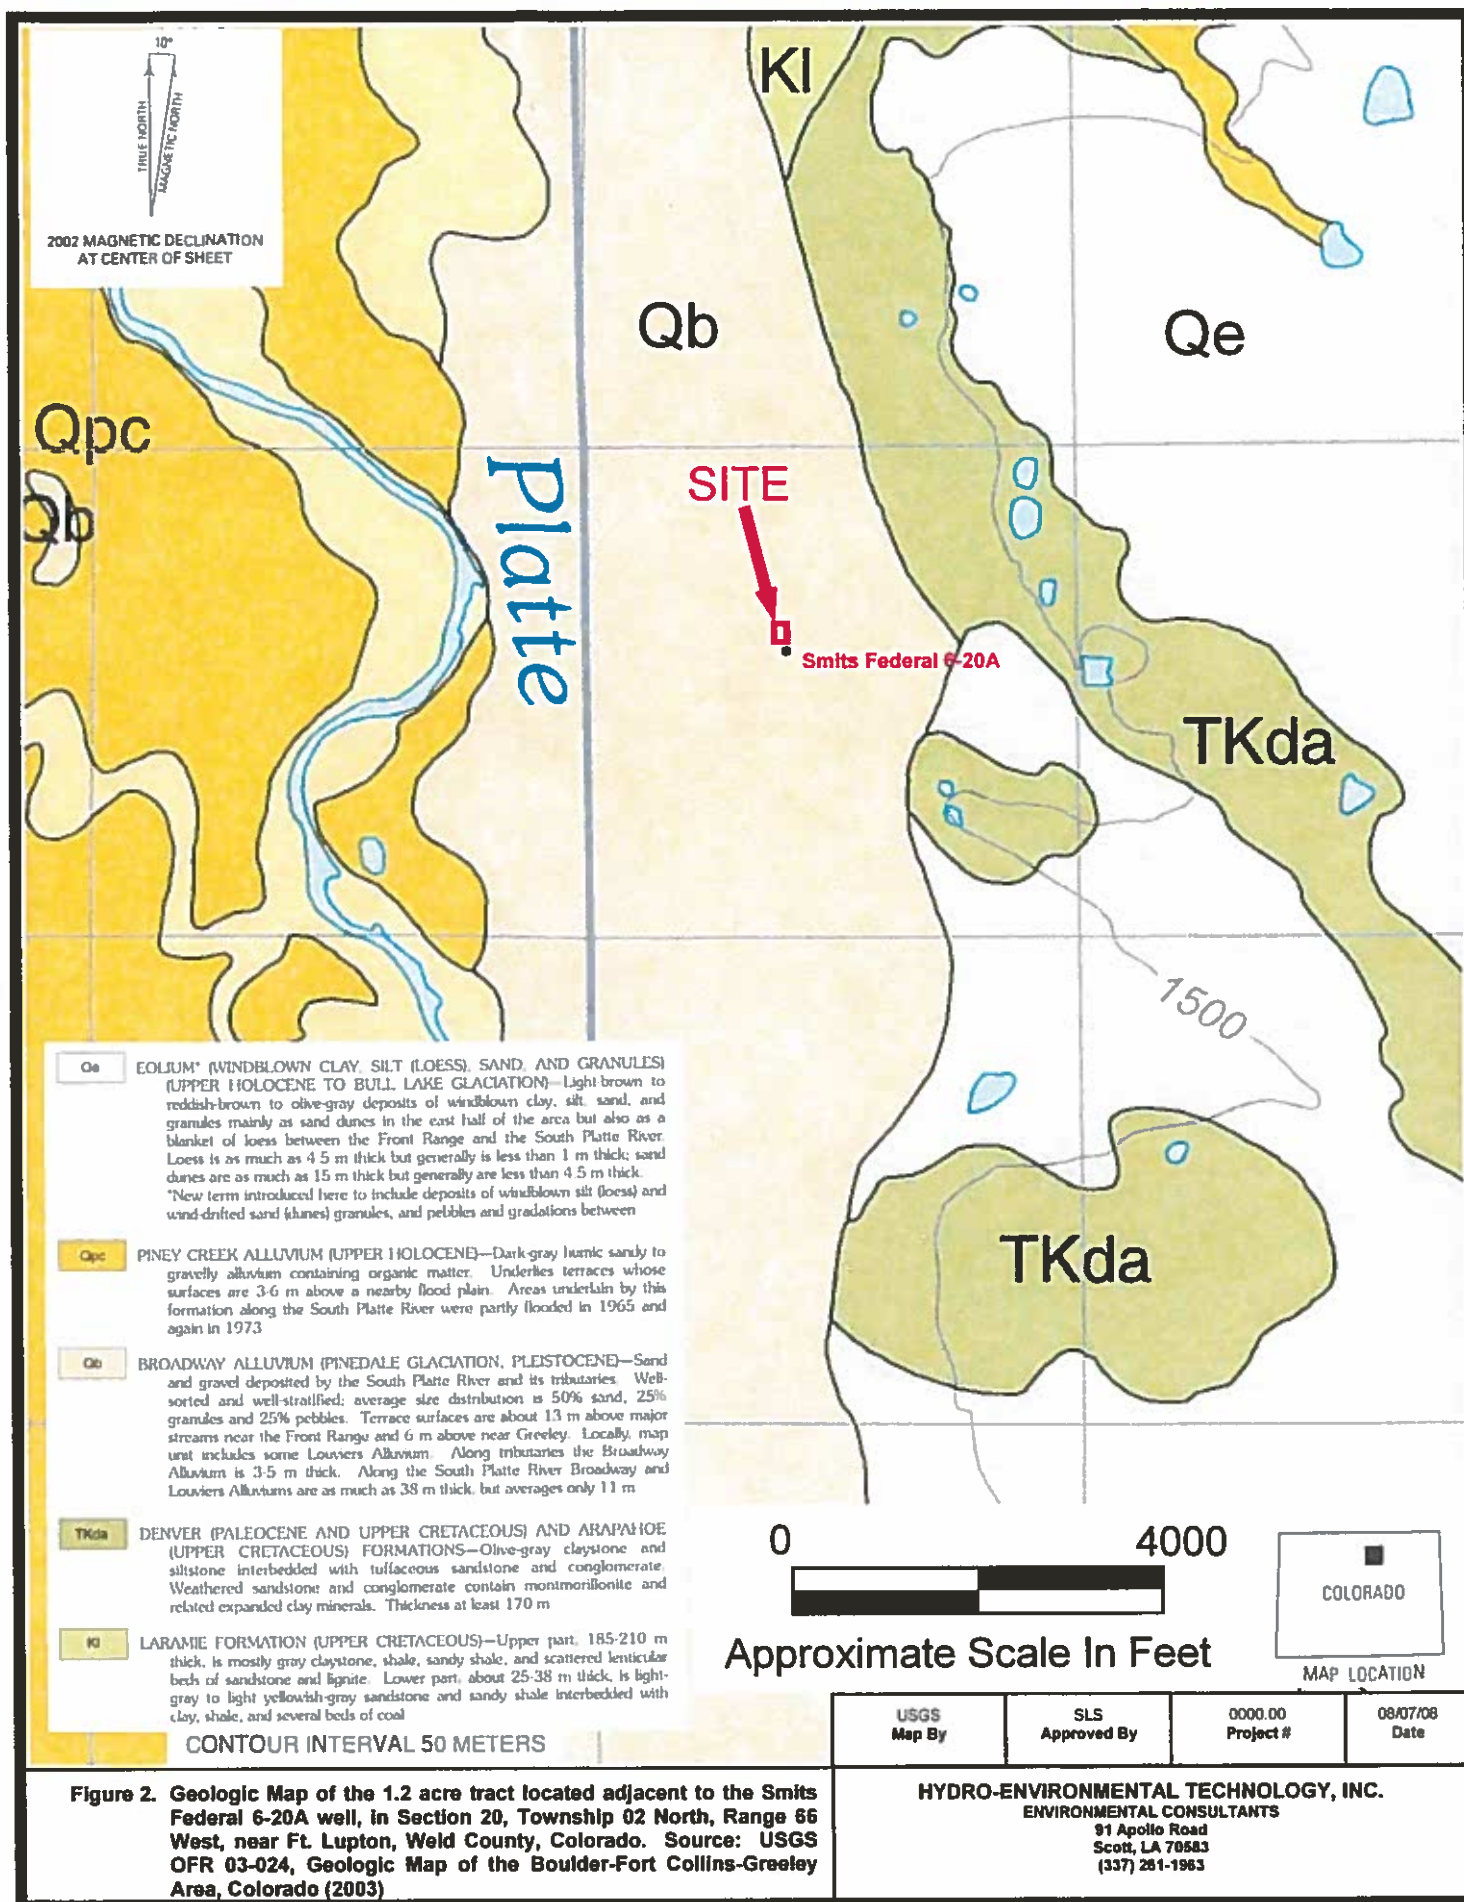 10°
TRUE NORTH
MAGNETIC NORTH
2002 MAGNETIC DECLINATION
AT CENTER OF SHEET
Kl
Qb
Qe
Qpc
Qb
Platte
SITE
Smits Federal 6-20A
TKda
1500
TKda
Qe
EOLIUM* (WINDBLOWN CLAY, SILT (LOESS), SAND, AND GRANULES)
(UPPER HOLOCENE TO BULL LAKE GLACIATION)—Light-brown to
reddish-brown to olive-gray deposits of windblown clay, silt, sand, and
granules mainly as sand dunes in the east half of the area but also as a
blanket of loess between the Front Range and the South Platte River.
Loess is as much as 4.5 m thick but generally is less than 1 m thick; sand
dunes are as much as 15 m thick but generally are less than 4.5 m thick.
*New term introduced here to include deposits of windblown silt (loess) and
wind-drifted sand (dunes) granules, and pebbles and gradations between
Qpc
PINEY CREEK ALLUVIUM (UPPER HOLOCENE)—Dark-gray humic sandy to
gravelly alluvium containing organic matter. Underlies terraces whose
surfaces are 3-6 m above a nearby flood plain. Areas underlain by this
formation along the South Platte River were partly flooded in 1965 and
again in 1973
Qb
BROADWAY ALLUVIUM (PINEDALE GLACIATION, PLEISTOCENE)—Sand
and gravel deposited by the South Platte River and its tributaries. Well-
sorted and well-stratified; average size distribution is 50% sand, 25%
granules and 25% pebbles. Terrace surfaces are about 13 m above major
streams near the Front Range and 6 m above near Greeley. Locally, map
unit includes some Louviers Alluvium. Along tributaries the Broadway
Alluvium is 3-5 m thick. Along the South Platte River Broadway and
Louviers Alluviums are as much as 38 m thick, but averages only 11 m
TKda
DENVER (PALEOCENE AND UPPER CRETACEOUS) AND ARAPAHOE
(UPPER CRETACEOUS) FORMATIONS—Olive-gray claystone and
siltstone interbedded with tuffaceous sandstone and conglomerate.
Weathered sandstone and conglomerate contain montmorillonite and
related expanded clay minerals. Thickness at least 170 m
Kl
LARAMIE FORMATION (UPPER CRETACEOUS)—Upper part, 185-210 m
thick, is mostly gray claystone, shale, sandy shale, and scattered lenticular
beds of sandstone and lignite. Lower part, about 25-38 m thick, is light-
gray to light yellowish-gray sandstone and sandy shale interbedded with
clay, shale, and several beds of coal
CONTOUR INTERVAL 50 METERS
0 4000
Approximate Scale In Feet
COLORADO
MAP LOCATION
USGS
Map By
SLS
Approved By
0000.00
Project #
08/07/08
Date
Figure 2. Geologic Map of the 1.2 acre tract located adjacent to the Smits
Federal 6-20A well, in Section 20, Township 02 North, Range 66
West, near Ft. Lupton, Weld County, Colorado. Source: USGS
OFR 03-024, Geologic Map of the Boulder-Fort Collins-Greeley
Area, Colorado (2003)
HYDRO-ENVIRONMENTAL TECHNOLOGY, INC.
ENVIRONMENTAL CONSULTANTS
91 Apollo Road
Scott, LA 70583
(337) 261-1963